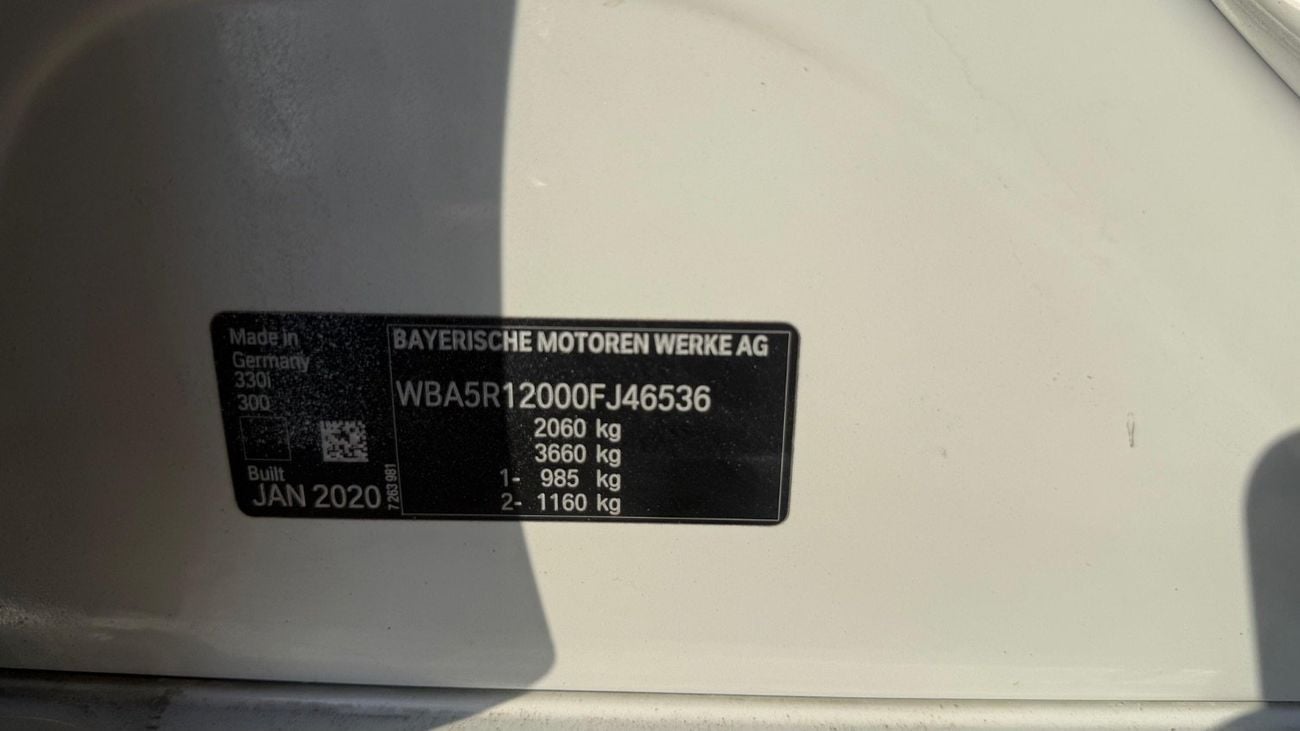 Made in
Germany
330i
300
Built
JAN 2020
7 263 981
BAYERISCHE MOTOREN WERKE AG
WBA5R12000FJ46536
2060 kg
3660 kg
1- 985 kg
2- 1160 kg